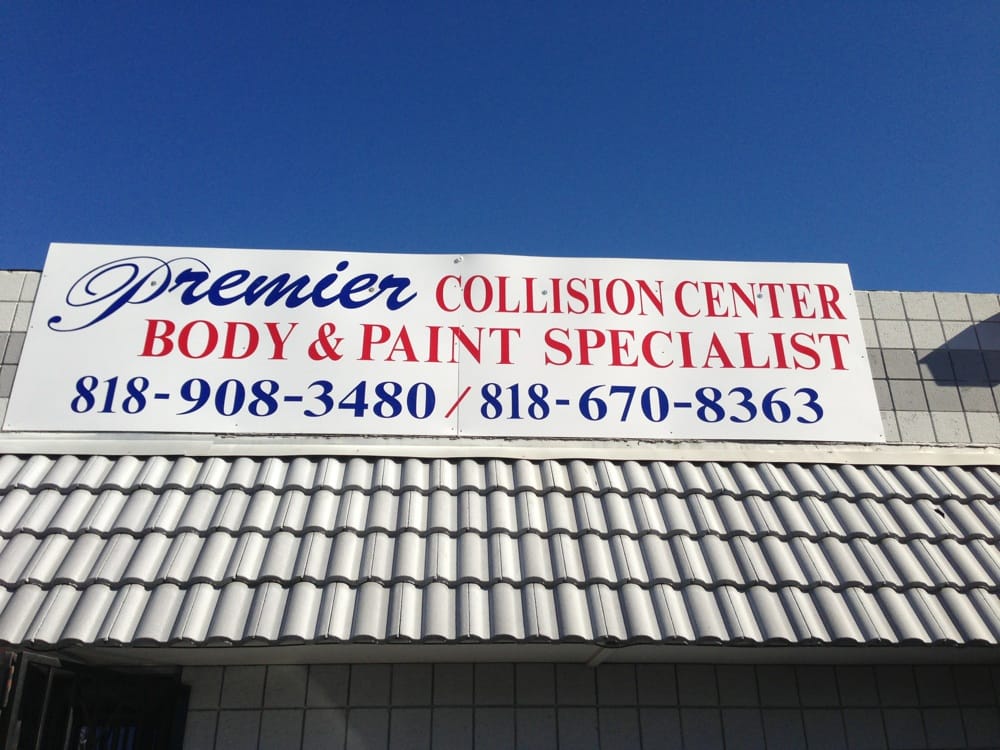 Premier COLLISION CENTER
BODY & PAINT SPECIALIST
818-908-3480 / 818-670-8363